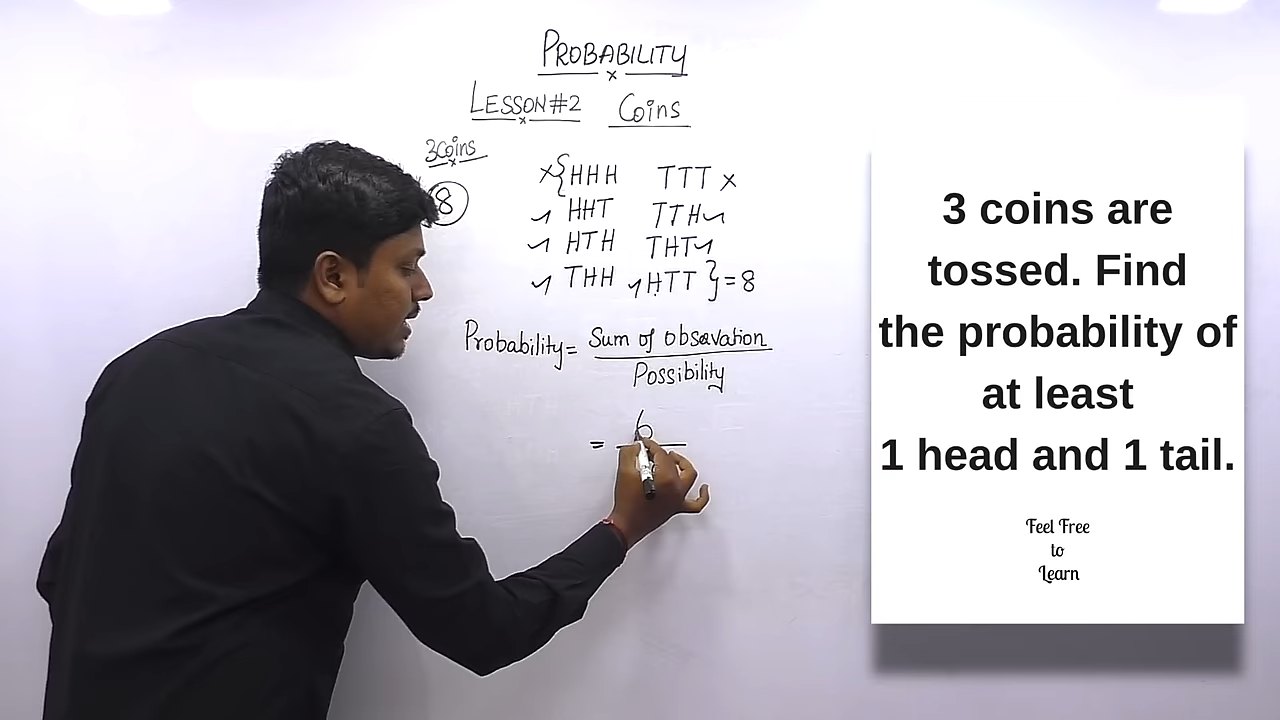 PROBABILITY
LESSON#2 Coins
3coins
8
×{HHH TTT ×
✓ HHT TTH ✓
✓ HTH THT ✓
✓ THH ✓ HTT } = 8
Probability = Sum of obsevation
Possibility
= 6
3 coins are
tossed. Find
the probability of
at least
1 head and 1 tail.
Feel Free
to
Learn